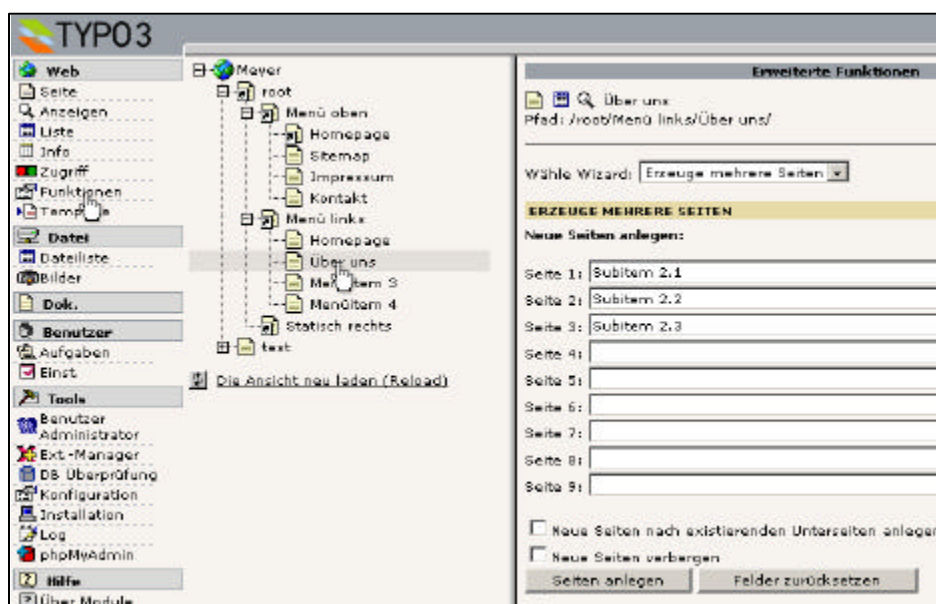 TYPO3
Web
Seite
Anzeigen
Liste
Info
Zugriff
Funktionen
Datei
Dateiliste
Bilder
Dok.
Benutzer
Aufgaben
Einst.
Tools
Benutzer
Administrator
Ext.-Manager
DB Überprüfung
Konfiguration
Installation
Log
phpMyAdmin
Hilfe
Über Module
Meyer
root
Menü oben
Homepage
Sitemap
Impressum
Kontakt
Menü links
Homepage
Über uns
3
Menüitem 4
Statisch rechts
test
Die Ansicht neu laden (Reload)
Erweiterte Funktionen
Über uns
Pfad: /root/Menü links/Über uns/
Wähle Wizard: Erzeuge mehrere Seiten
ERZEUGE MEHRERE SEITEN
Neue Seiten anlegen:
Seite 1: Subitem 2.1
Seite 2: Subitem 2.2
Seite 3: Subitem 2.3
Seite 4:
Seite 5:
Seite 6:
Seite 7:
Seite 8:
Seite 9:
Neue Seiten nach existierenden Unterseiten anlegen
Neue Seiten verbergen
Seiten anlegen Felder zurücksetzen